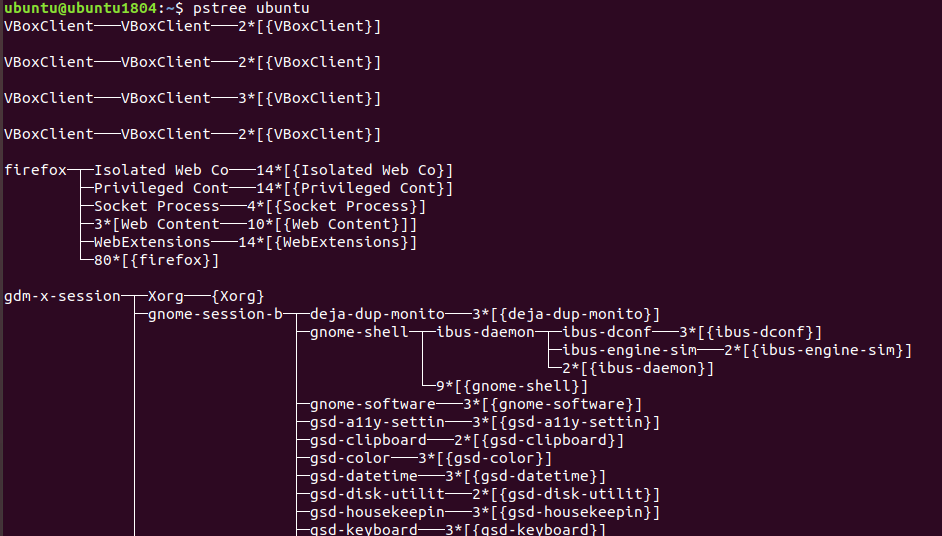 ubuntu@ubuntu1804:~$ pstree ubuntu
VBoxClient───VBoxClient───2*[{VBoxClient}]

VBoxClient───VBoxClient───2*[{VBoxClient}]

VBoxClient───VBoxClient───3*[{VBoxClient}]

VBoxClient───VBoxClient───2*[{VBoxClient}]

firefox─┬─Isolated Web Co───14*[{Isolated Web Co}]
        ├─Privileged Cont───14*[{Privileged Cont}]
        ├─Socket Process───4*[{Socket Process}]
        ├─3*[Web Content───10*[{Web Content}]]
        ├─WebExtensions───14*[{WebExtensions}]
        └─80*[{firefox}]

gdm-x-session─┬─Xorg───{Xorg}
              ├─gnome-session-b─┬─deja-dup-monito───3*[{deja-dup-monito}]
              │                 ├─gnome-shell─┬─ibus-daemon─┬─ibus-dconf───3*[{ibus-dconf}]
              │                 │             │             ├─ibus-engine-sim───2*[{ibus-engine-sim}]
              │                 │             │             └─2*[{ibus-daemon}]
              │                 │             └─9*[{gnome-shell}]
              │                 ├─gnome-software───3*[{gnome-software}]
              │                 ├─gsd-a11y-settin───3*[{gsd-a11y-settin}]
              │                 ├─gsd-clipboard───2*[{gsd-clipboard}]
              │                 ├─gsd-color───3*[{gsd-color}]
              │                 ├─gsd-datetime───3*[{gsd-datetime}]
              │                 ├─gsd-disk-utilit───2*[{gsd-disk-utilit}]
              │                 ├─gsd-housekeepin───3*[{gsd-housekeepin}]
              │                 ├─gsd-keyboard───3*[{gsd-keyboard}]